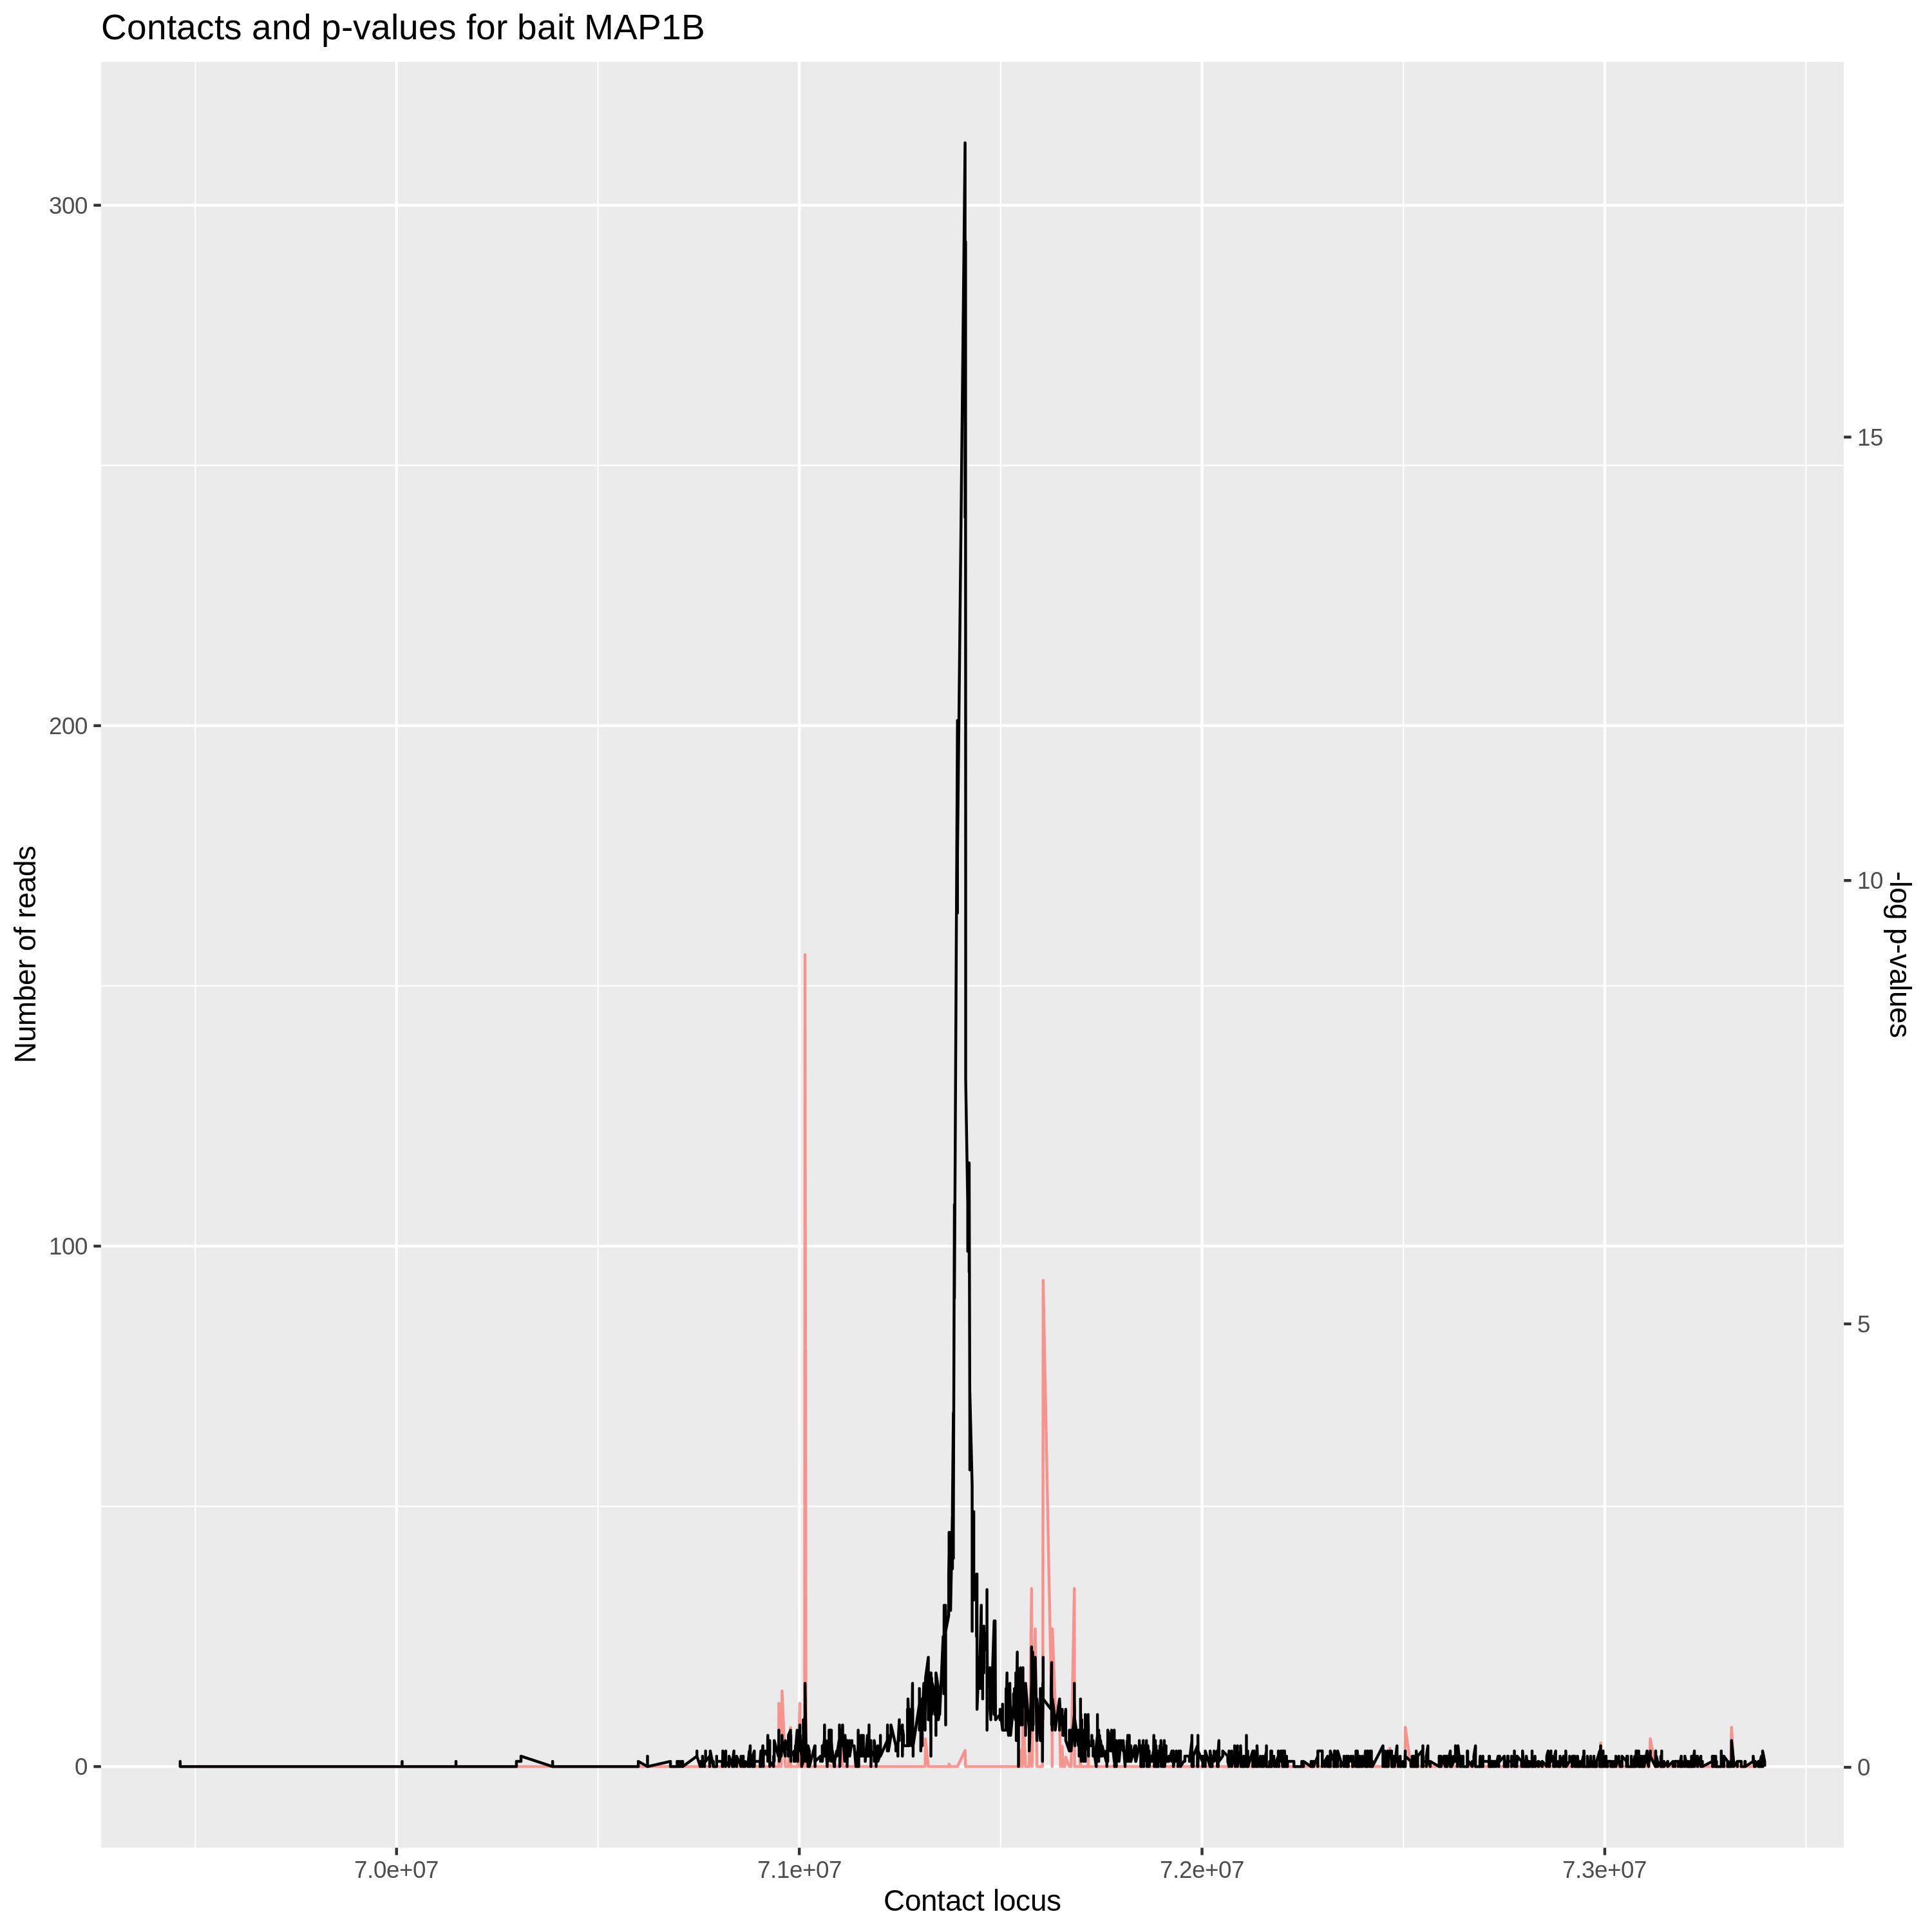 Contacts and p-values for bait MAP1B
Number of reads
300
200
100
0
15
10
5
0
-log p-values
7.0e+07
7.1e+07
7.2e+07
7.3e+07
Contact locus